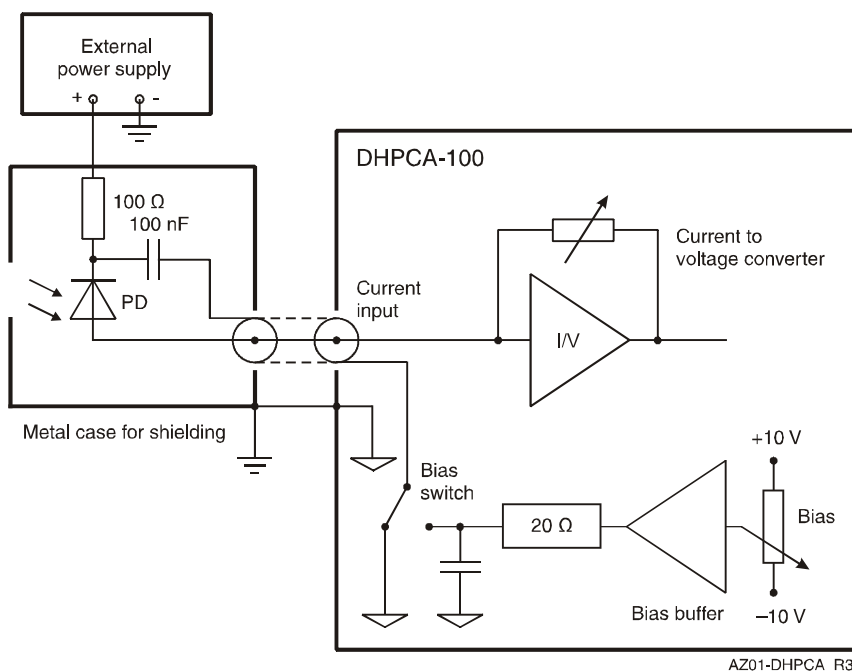 External
power supply
+ -
DHPCA-100
100 Ω
100 nF
PD
Current
input
Current to
voltage converter
I/V
Metal case for shielding
Bias
switch
20 Ω
+10 V
Bias
–10 V
Bias buffer
AZ01-DHPCA_R3